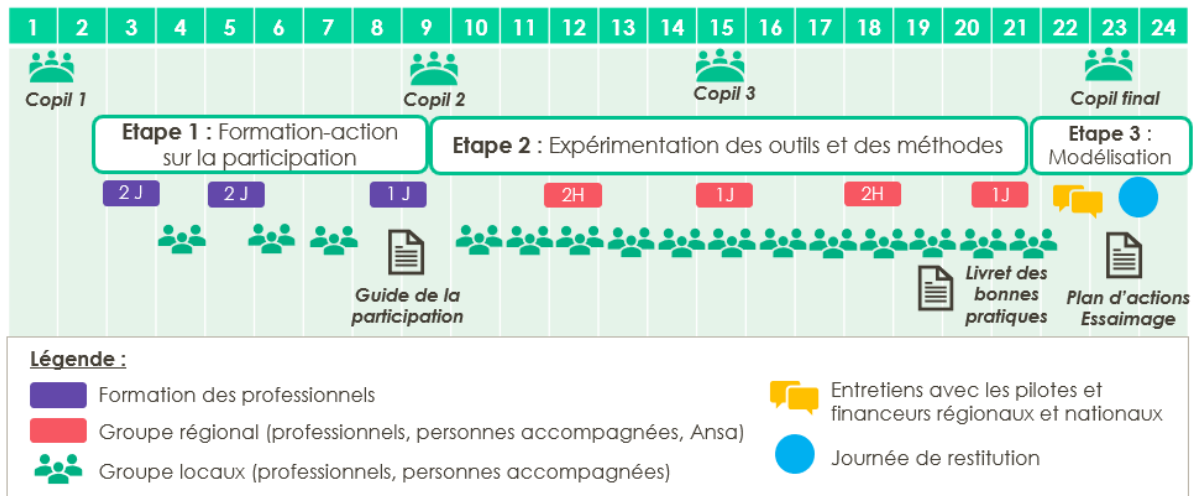 1 2 3 4 5 6 7 8 9 10 11 12 13 14 15 16 17 18 19 20 21 22 23 24
Copil 1
Copil 2
Copil 3
Copil final
Etape 1 : Formation-action
sur la participation
Etape 2 : Expérimentation des outils et des méthodes
Etape 3 :
Modélisation
2 J
2 J
1 J
2H
1J
2H
1J
Guide de la
participation
Livret des
bonnes
pratiques
Plan d'actions
Essaimage
Légende :
Formation des professionnels
Groupe régional (professionnels, personnes accompagnées, Ansa)
Groupe locaux (professionnels, personnes accompagnées)
Entretiens avec les pilotes et
financeurs régionaux et nationaux
Journée de restitution